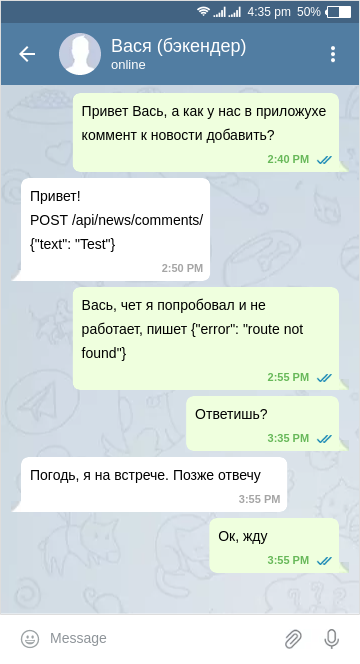 4:35 pm 50%
Вася (бэкендер)
online
Привет Вась, а как у нас в приложухе
коммент к новости добавить?
2:40 PM
Привет!
POST /api/news/comments/
{"text": "Test"}
2:50 PM
Вась, чет я попробовал и не
работает, пишет {"error": "route not
found"}
2:55 PM
Ответишь?
3:35 PM
Погодь, я на встрече. Позже отвечу
3:55 PM
Ок, жду
3:55 PM
Message